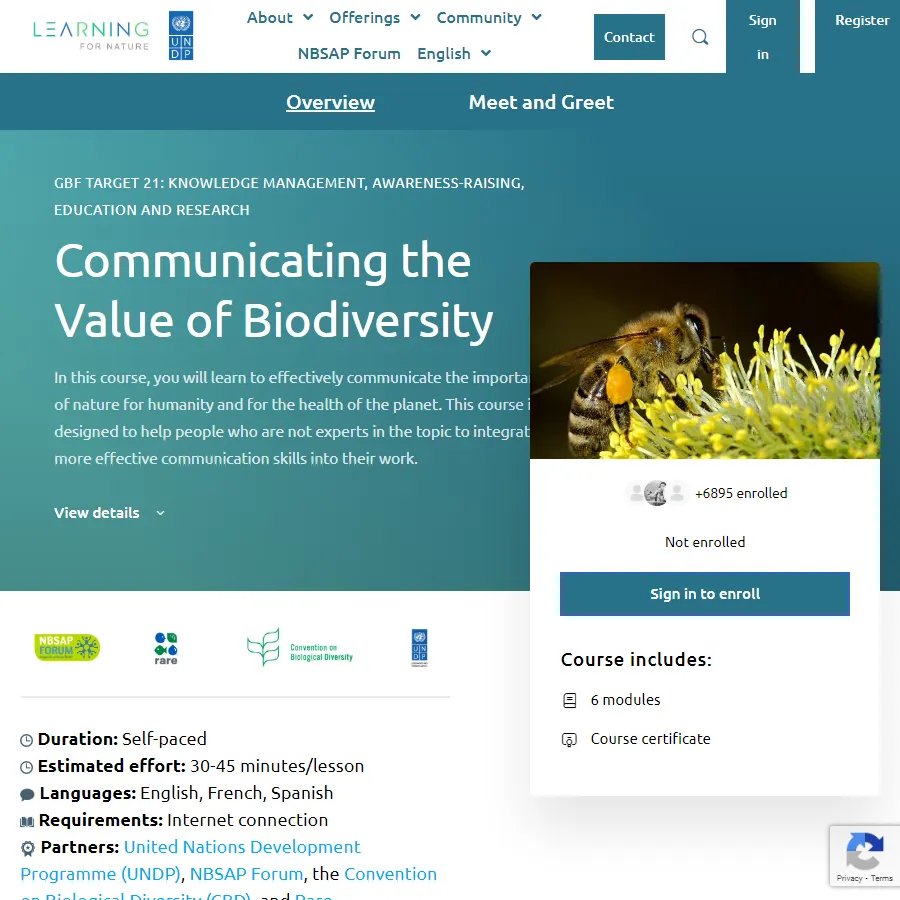 LEARNING
FOR NATURE
UN
DP
About
Offerings
Community
NBSAP Forum
English
Contact
Sign
in
Register
Overview
Meet and Greet
GBF TARGET 21: KNOWLEDGE MANAGEMENT, AWARENESS-RAISING,
EDUCATION AND RESEARCH
Communicating the
Value of Biodiversity
In this course, you will learn to effectively communicate the importa
of nature for humanity and for the health of the planet. This course i
designed to help people who are not experts in the topic to integrat
more effective communication skills into their work.
View details
+6895 enrolled
Not enrolled
Sign in to enroll
Course includes:
6 modules
Course certificate
NBSAP
FORUM
rare
Convention on
Biological Diversity
UN
DP
Duration: Self-paced
Estimated effort: 30-45 minutes/lesson
Languages: English, French, Spanish
Requirements: Internet connection
Partners: United Nations Development
Programme (UNDP), NBSAP Forum, the Convention
on Biological Diversity (CBD), and Rare
Privacy - Terms